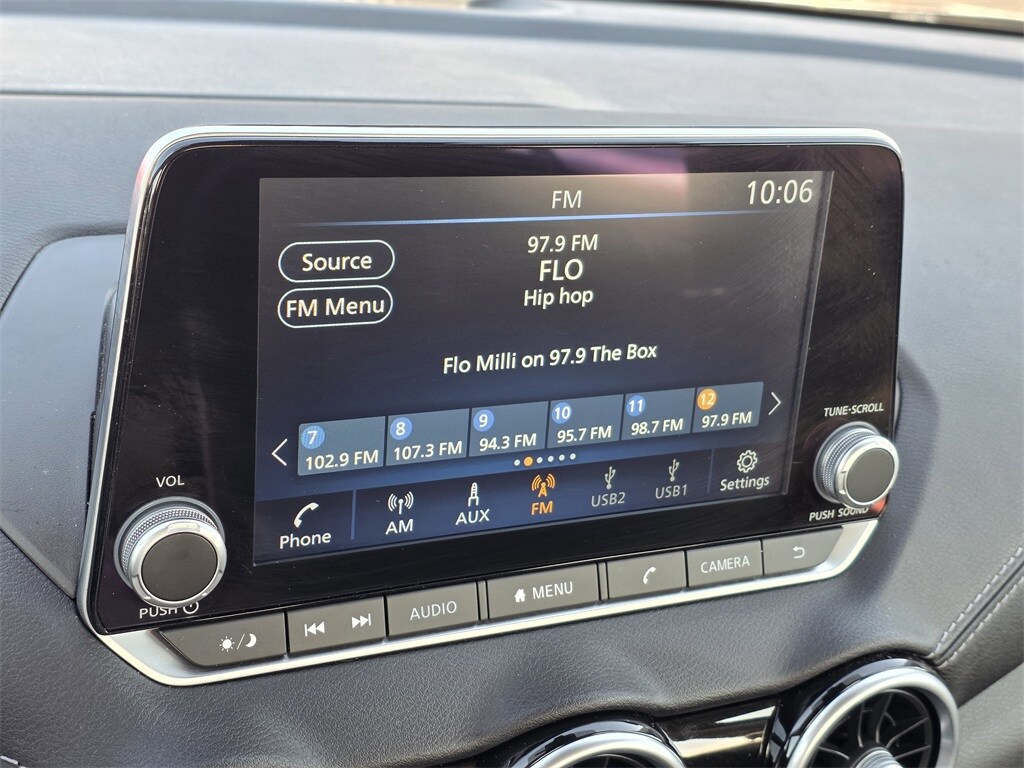 FM 10:06
97.9 FM
Source
FLO
FM Menu
Hip hop
Flo Milli on 97.9 The Box
7 8 9 10 11 12
102.9 FM 107.3 FM 94.3 FM 95.7 FM 98.7 FM 97.9 FM
Phone AM AUX FM USB2 USB1 Settings
VOL
PUSH
TUNE·SCROLL
PUSH SOUND
AUDIO MENU CAMERA